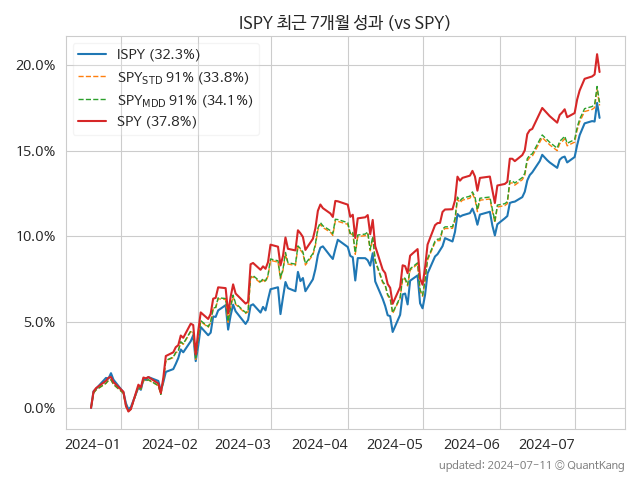 ISPY 최근 7개월 성과 (vs SPY)
ISPY (32.3%)
SPY_STD 91% (33.8%)
SPY_MDD 91% (34.1%)
SPY (37.8%)
20.0%
15.0%
10.0%
5.0%
0.0%
2024-01 2024-02 2024-03 2024-04 2024-05 2024-06 2024-07
updated: 2024-07-11 © QuantKang